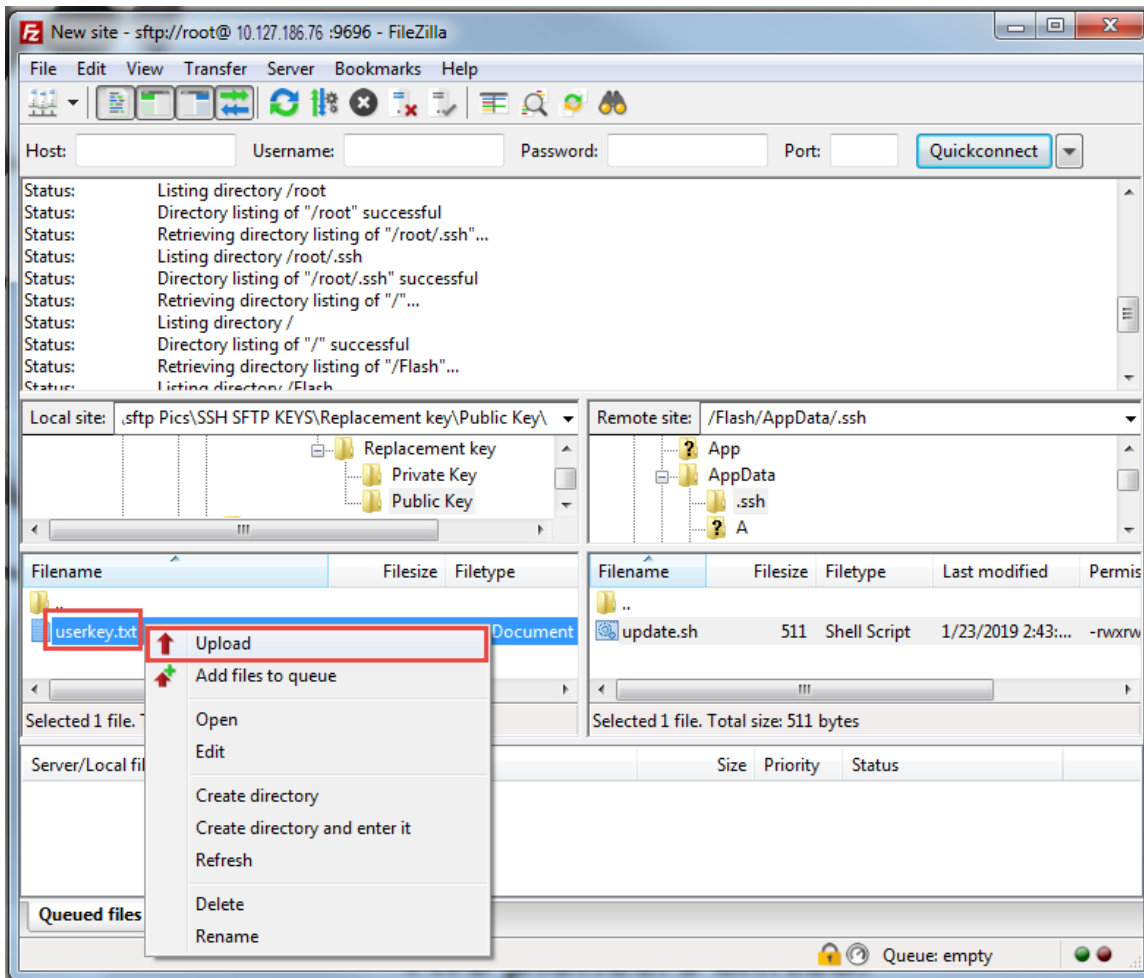 New site - sftp://root@ 10.127.186.76 :9696 - FileZilla
File Edit View Transfer Server Bookmarks Help
Host: Username: Password: Port: Quickconnect
Status: Listing directory /root
Status: Directory listing of "/root" successful
Status: Retrieving directory listing of "/root/.ssh"...
Status: Listing directory /root/.ssh
Status: Directory listing of "/root/.ssh" successful
Status: Retrieving directory listing of "/"...
Status: Listing directory /
Status: Directory listing of "/" successful
Status: Retrieving directory listing of "/Flash"...
Status: Listing directory /Flash
Local site: .sftp Pics\SSH SFTP KEYS\Replacement key\Public Key\ Remote site: /Flash/AppData/.ssh
Replacement key
Private Key
Public Key
? App
AppData
.ssh
? A
Filename Filesize Filetype
..
userkey.txt Document
Filename Filesize Filetype Last modified Permis
..
update.sh 511 Shell Script 1/23/2019 2:43:... -rwxrw
Selected 1 file. Selected 1 file. Total size: 511 bytes
Upload
Add files to queue
Open
Edit
Create directory
Create directory and enter it
Refresh
Delete
Rename
Server/Local fil Size Priority Status
Queued files
Queue: empty